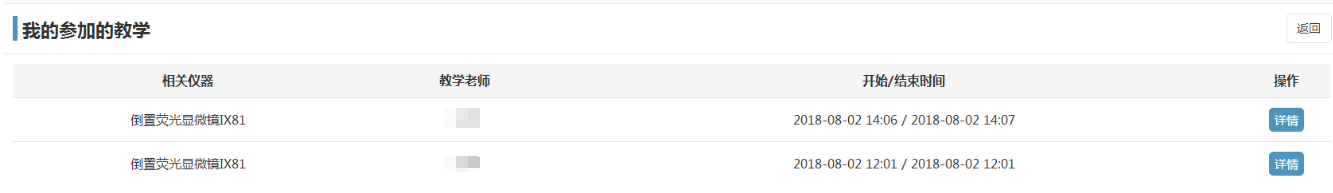 我的参加的教学
返回
相关仪器 教学老师 开始/结束时间 操作
倒置荧光显微镜IX81 2018-08-02 14:06 / 2018-08-02 14:07 详情
倒置荧光显微镜IX81 2018-08-02 12:01 / 2018-08-02 12:01 详情